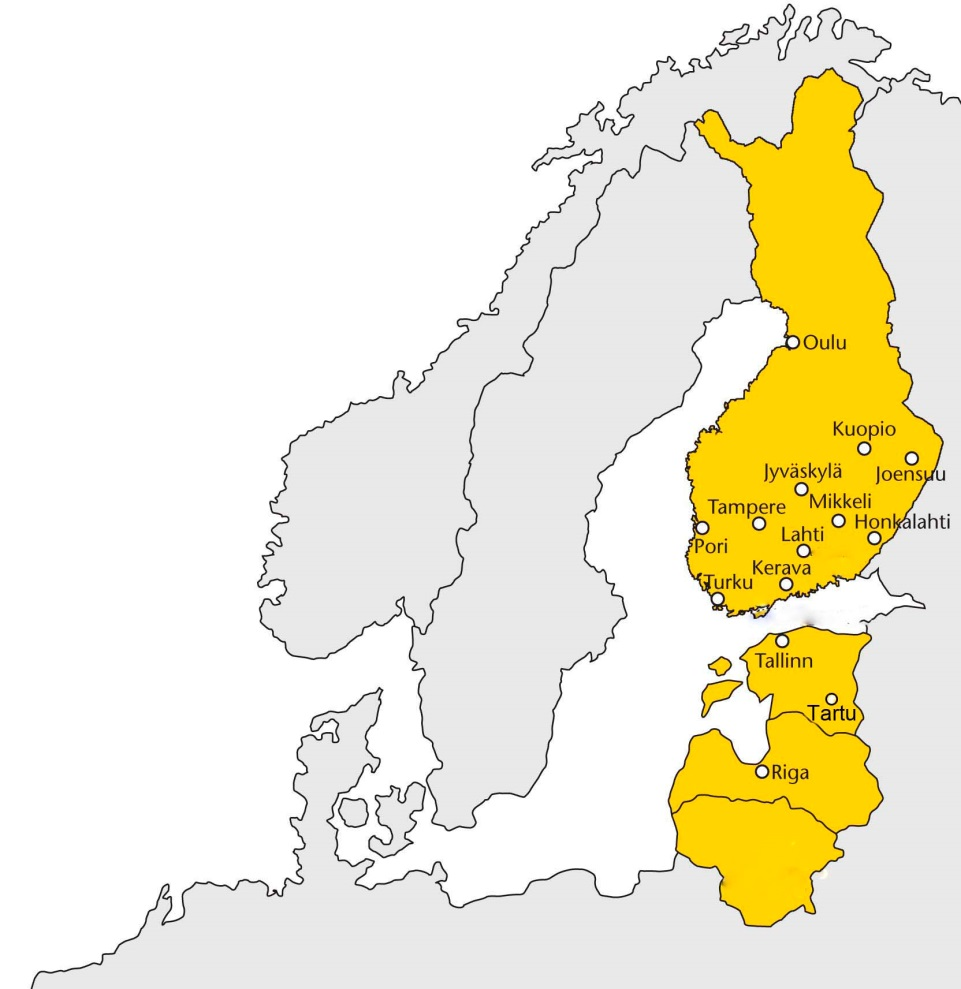 Oulu
Kuopio
Joensuu
Jyväskylä
Mikkeli
Tampere
Honkalahti
Lahti
Pori
Kerava
Turku
Tallinn
Tartu
Riga